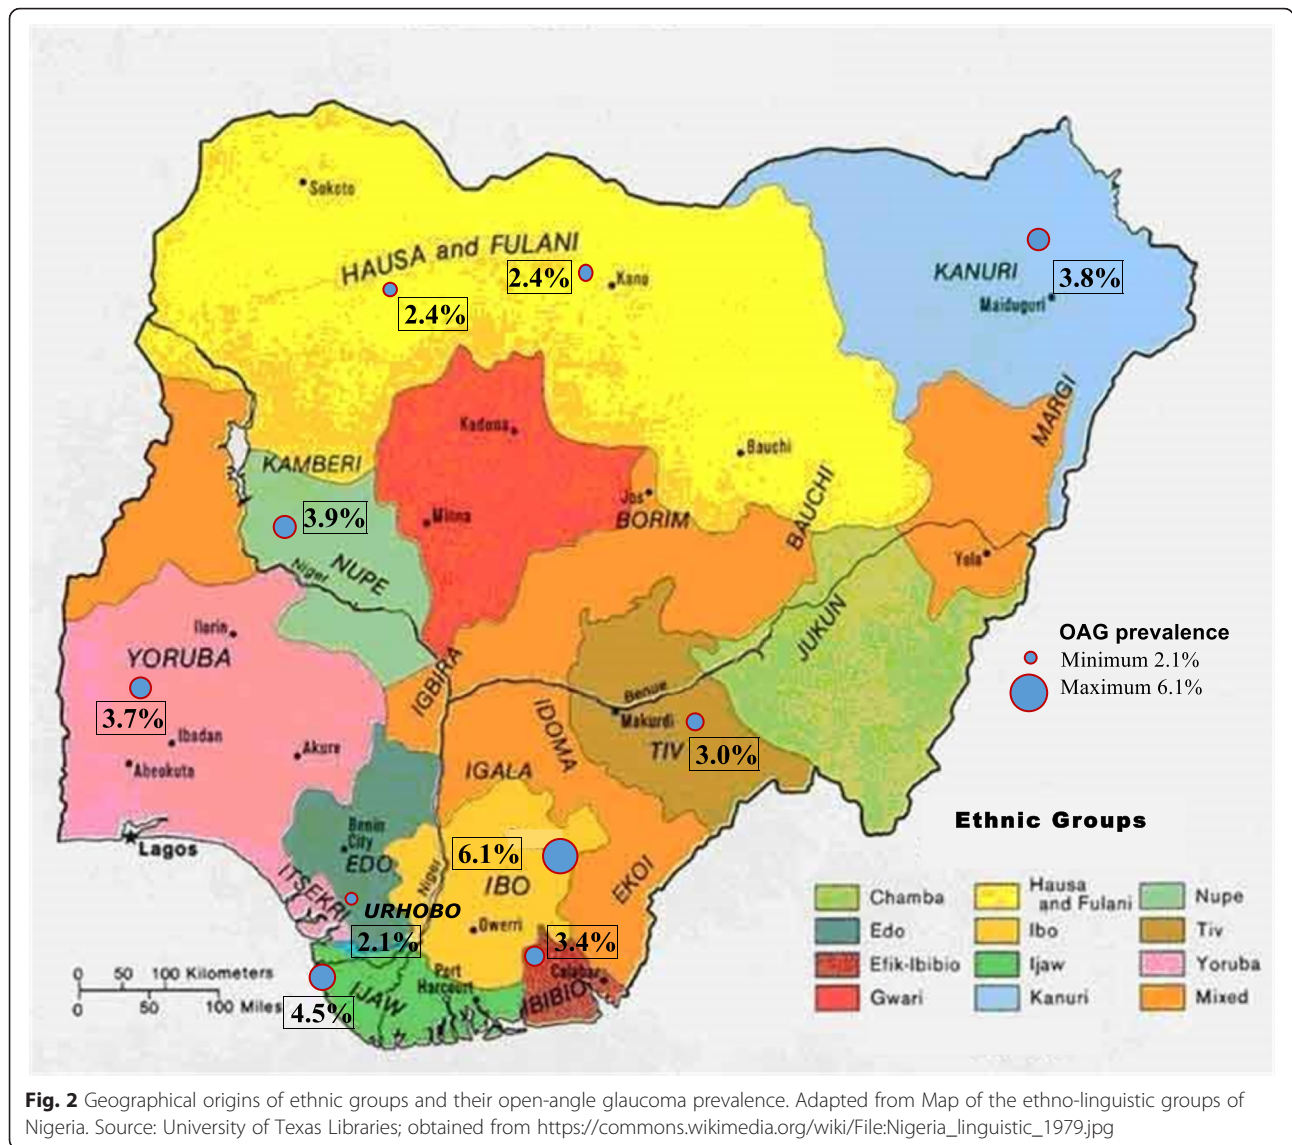 Sokoto
HAUSA and FULANI
2.4%
Kano
2.4%
KANURI
3.8%
Maiduguri
MARGI
Kaduna
Bauchi
KAMBERI
Jos
BORIM
BAUCHI
3.9%
Minna
Niger
NUPE
Yola
JUKUN
Ilorin
YORUBA
IGBIRA
OAG prevalence
Minimum 2.1%
Maximum 6.1%
3.7%
Ibadan
Abeokuta
Akure
Benue
Makurdi
TIV
3.0%
IDOMA
IGALA
Ethnic Groups
Lagos
Benin
City
EDO
6.1%
IBO
Niger
EKOI
ITSEKRI
URHOBO
2.1%
Owerri
3.4%
Calabar
IBIBIO
Port
Harcourt
IJAW
4.5%
Chamba
Hausa
and Fulani
Nupe
Edo
Ibo
Tiv
Efik-Ibibio
Ijaw
Yoruba
Gwari
Kanuri
Mixed
0 50 100 Kilometers
0 50 100 Miles
Fig. 2 Geographical origins of ethnic groups and their open-angle glaucoma prevalence. Adapted from Map of the ethno-linguistic groups of
Nigeria. Source: University of Texas Libraries; obtained from https://commons.wikimedia.org/wiki/File:Nigeria_linguistic_1979.jpg